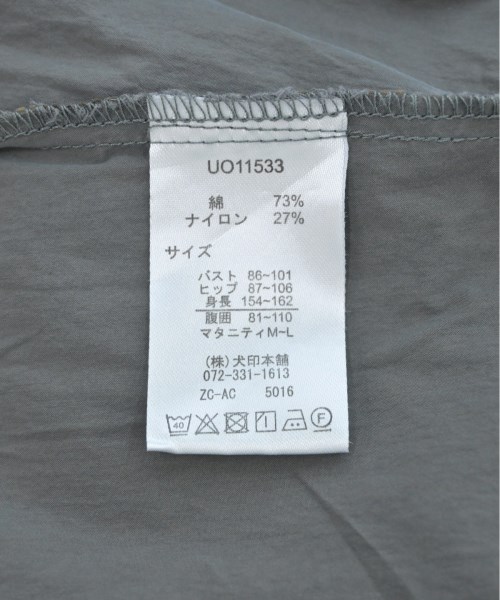 UO11533
綿 73%
ナイロン 27%
サイズ
バスト 86~101
ヒップ 87~106
身長 154~162
腹囲 81~110
マタニティM~L
(株)犬印本舗
072-331-1613
ZC-AC 5016
40 F